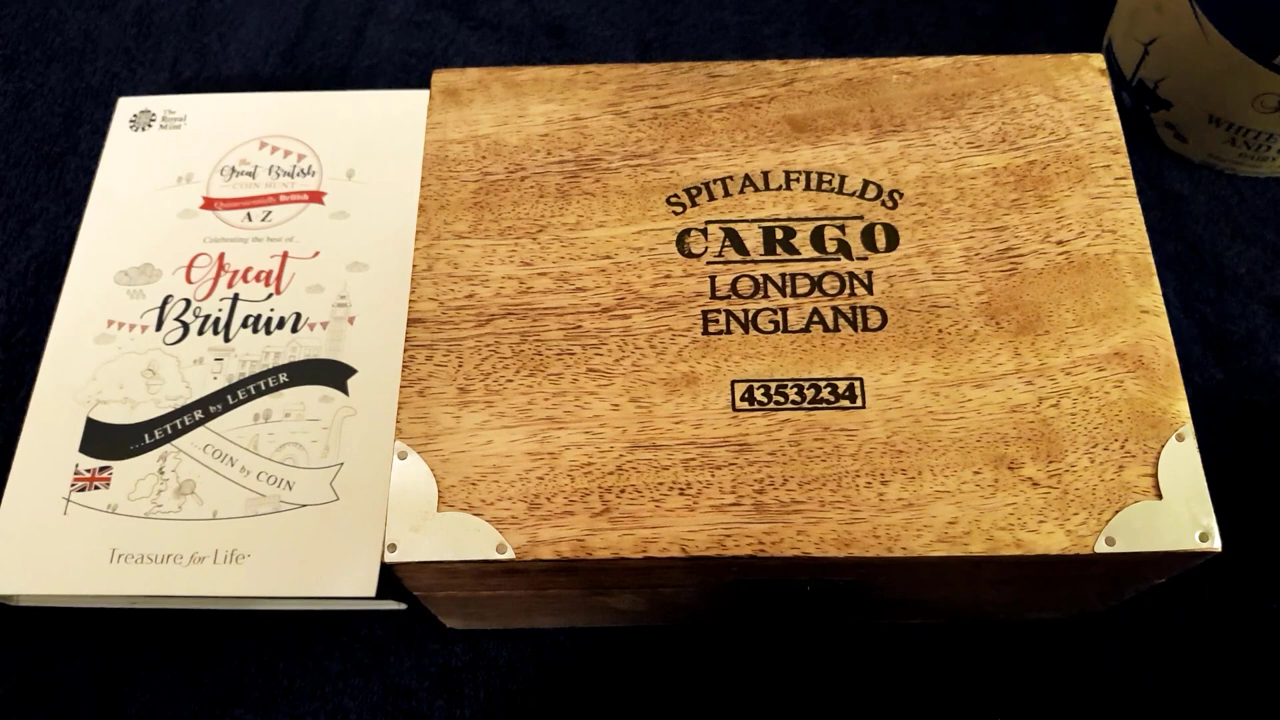 The
Royal
Mint
The
Great British
COIN HUNT
Quintessentially British
A-Z
Celebrating the best of...
Great
Britain
...LETTER by LETTER
...COIN by COIN
Treasure for Life
SPITALFIELDS
CARGO
LONDON
ENGLAND
4353234
WHITE
AND